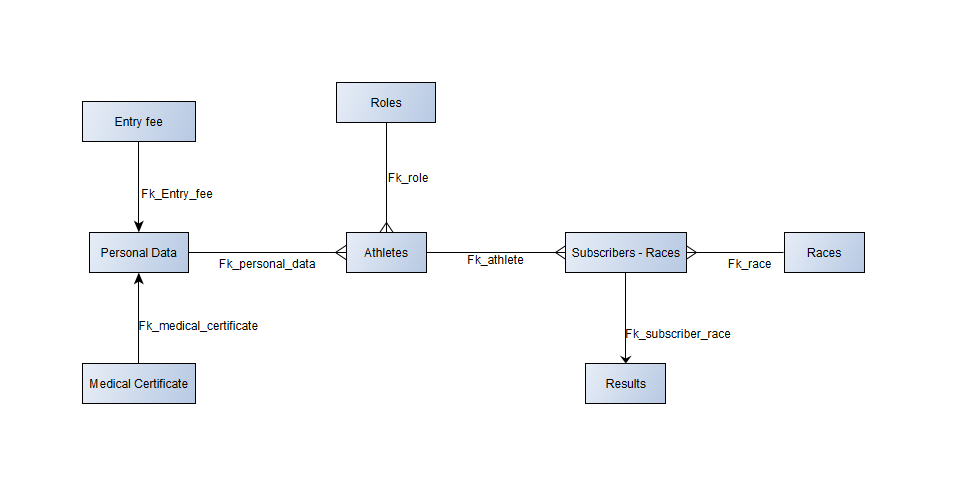 Roles
Entry fee
Fk_role
Fk_Entry_fee
Personal Data
Athletes
Subscribers - Races
Races
Fk_personal_data
Fk_athlete
Fk_race
Fk_medical_certificate
Fk_subscriber_race
Medical Certificate
Results